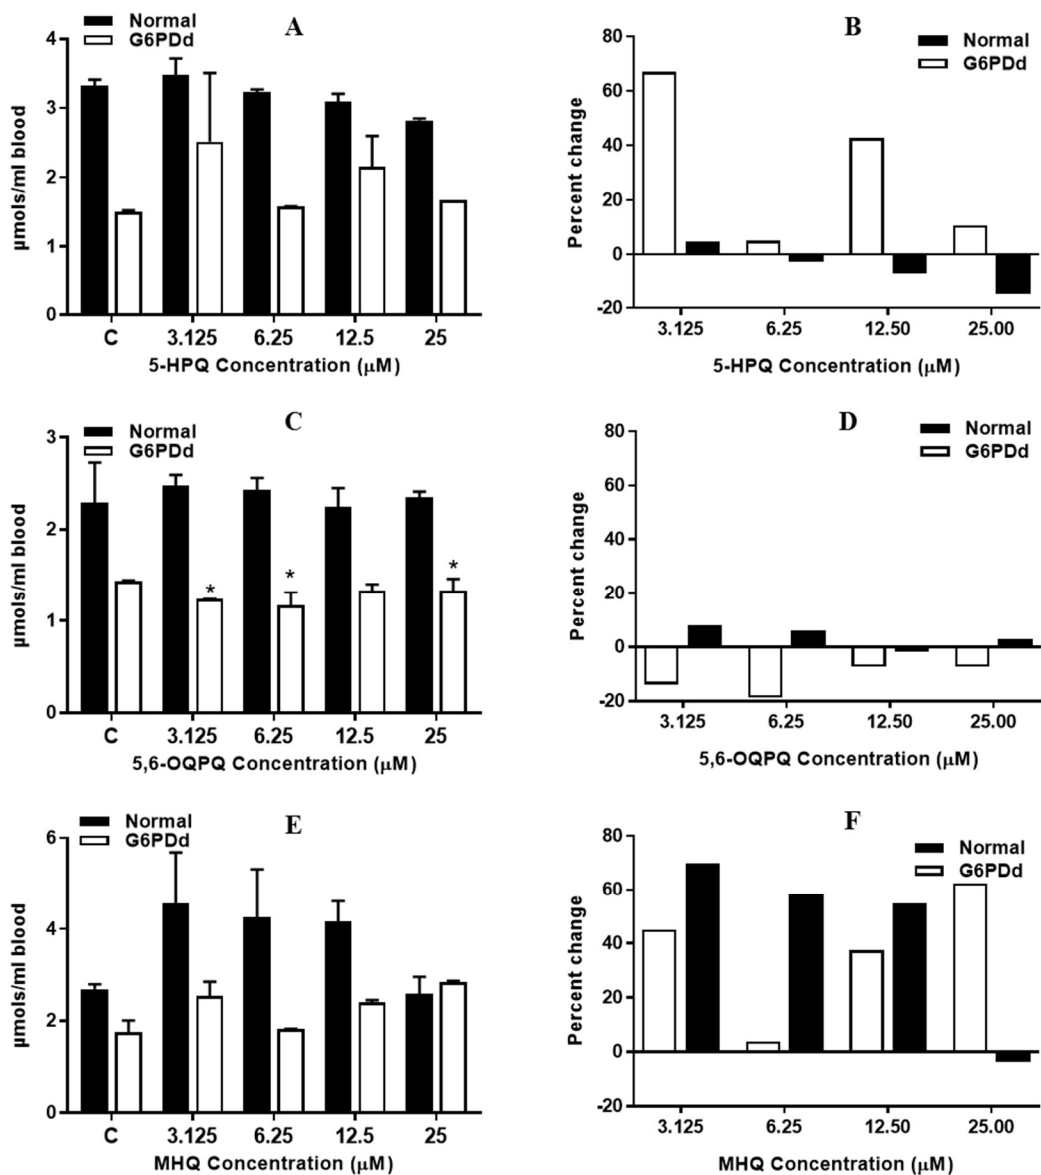 A
Normal
G6PDd
µmols/ml blood
4
3
2
1
0
C 3.125 6.25 12.5 25
5-HPQ Concentration (µM)
B
Normal
G6PDd
Percent change
80
60
40
20
0
-20
3.125 6.25 12.50 25.00
5-HPQ Concentration (µM)
C
Normal
G6PDd
µmols/ml blood
3
2
1
0
* * *
C 3.125 6.25 12.5 25
5,6-OQPQ Concentration (µM)
D
Normal
G6PDd
Percent change
80
60
40
20
0
-20
3.125 6.25 12.50 25.00
5,6-OQPQ Concentration (µM)
E
Normal
G6PDd
µmols/ml blood
6
4
2
0
C 3.125 6.25 12.5 25
MHQ Concentration (µM)
F
Normal
G6PDd
Percent change
80
60
40
20
0
-20
3.125 6.25 12.50 25.00
MHQ Concentration (µM)